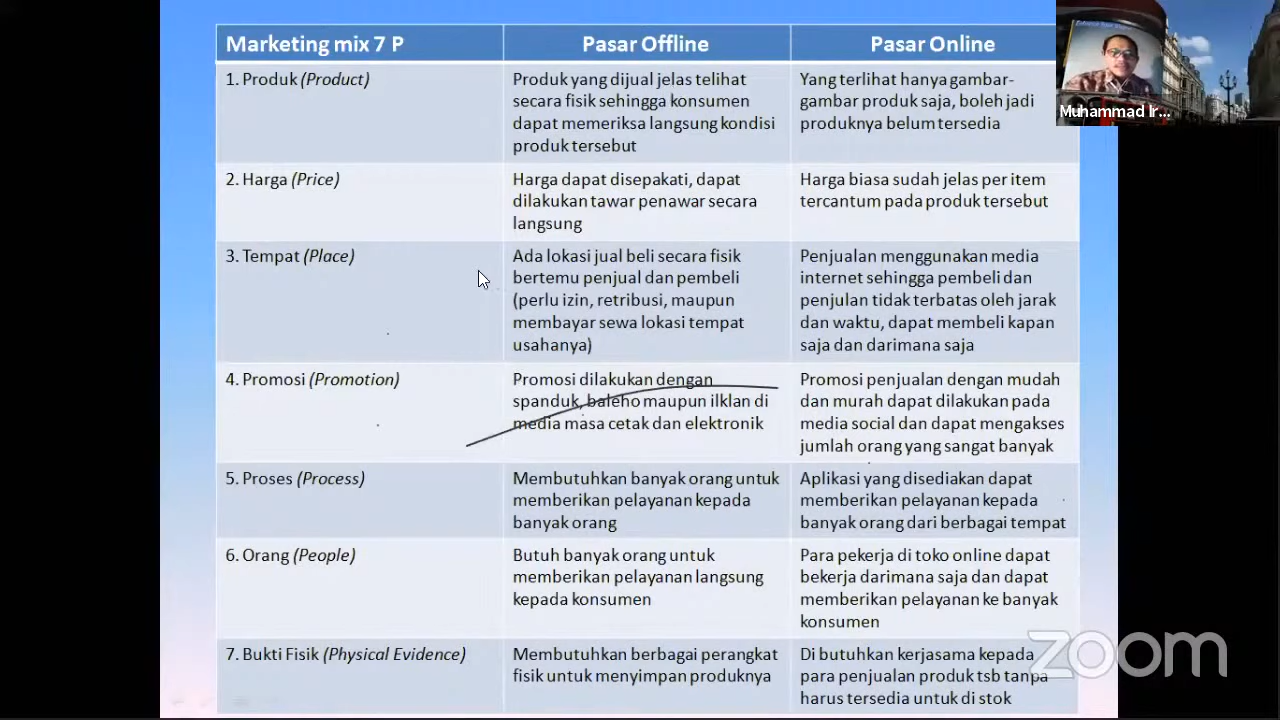 Marketing mix 7 P
Pasar Offline
Pasar Online
1. Produk (Product)
Produk yang dijual jelas telihat
secara fisik sehingga konsumen
dapat memeriksa langsung kondisi
produk tersebut
Yang terlihat hanya gambar-
gambar produk saja, boleh jadi
produknya belum tersedia
2. Harga (Price)
Harga dapat disepakati, dapat
dilakukan tawar penawar secara
langsung
Harga biasa sudah jelas per item
tercantum pada produk tersebut
3. Tempat (Place)
Ada lokasi jual beli secara fisik
bertemu penjual dan pembeli
(perlu izin, retribusi, maupun
membayar sewa lokasi tempat
usahanya)
Penjualan menggunakan media
internet sehingga pembeli dan
penjulan tidak terbatas oleh jarak
dan waktu, dapat membeli kapan
saja dan darimana saja
4. Promosi (Promotion)
Promosi dilakukan dengan
spanduk, baleho maupun ilklan di
media masa cetak dan elektronik
Promosi penjualan dengan mudah
dan murah dapat dilakukan pada
media social dan dapat mengakses
jumlah orang yang sangat banyak
5. Proses (Process)
Membutuhkan banyak orang untuk
memberikan pelayanan kepada
banyak orang
Aplikasi yang disediakan dapat
memberikan pelayanan kepada
banyak orang dari berbagai tempat
6. Orang (People)
Butuh banyak orang untuk
memberikan pelayanan langsung
kepada konsumen
Para pekerja di toko online dapat
bekerja darimana saja dan dapat
memberikan pelayanan ke banyak
konsumen
7. Bukti Fisik (Physical Evidence)
Membutuhkan berbagai perangkat
fisik untuk menyimpan produknya
Di butuhkan kerjasama kepada
para penjualan produk tsb tanpa
harus tersedia untuk di stok
Muhammad Ir...
zoom